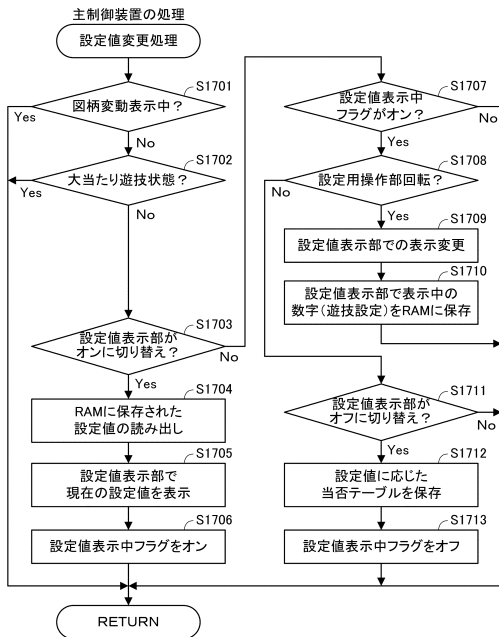 主制御装置の処理
設定値変更処理
S1701
図柄変動表示中？
Yes
No
S1702
大当たり遊技状態？
Yes
No
S1703
設定値表示部が
オンに切り替え？
No
Yes
S1704
RAMに保存された
設定値の読み出し
S1705
設定値表示部で
現在の設定値を表示
S1706
設定値表示中フラグをオン
RETURN
S1707
設定値表示中
フラグがオン？
No
Yes
S1708
設定用操作部回転？
No
Yes
S1709
設定値表示部での表示変更
S1710
設定値表示部で表示中の
数字（遊技設定）をRAMに保存
S1711
設定値表示部が
オフに切り替え？
No
Yes
S1712
設定値に応じた
当否テーブルを保存
S1713
設定値表示中フラグをオフ